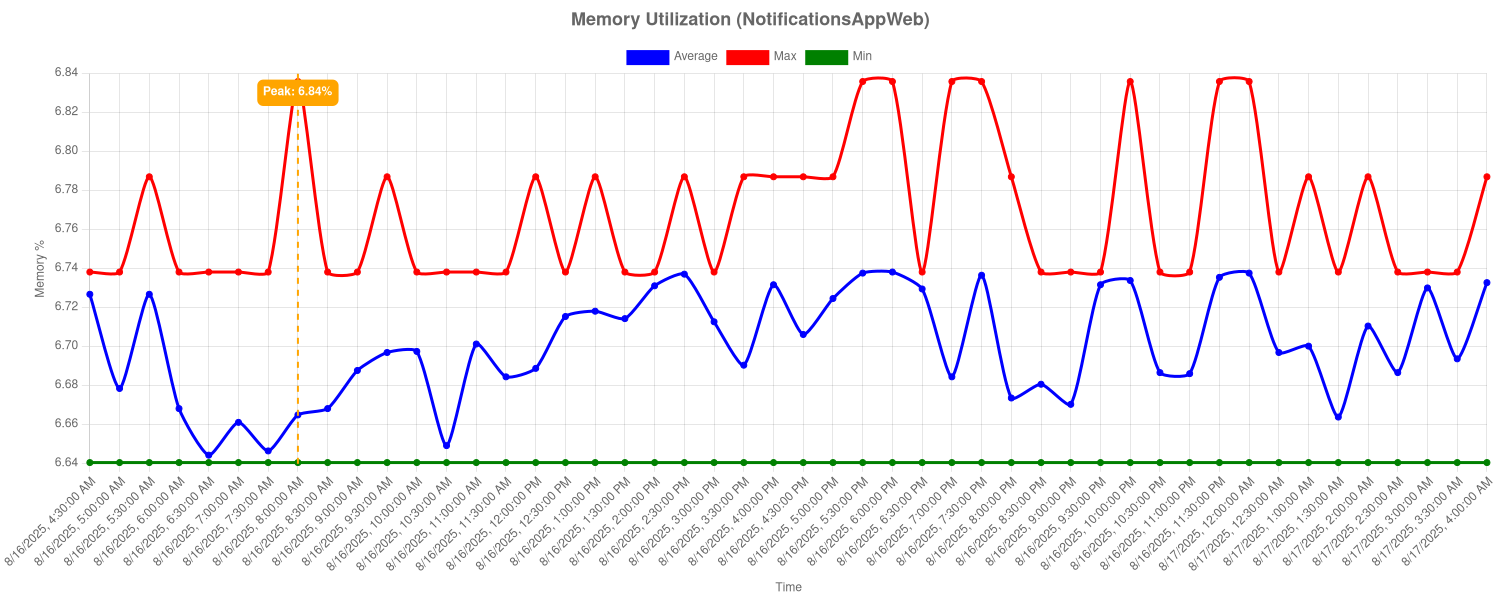 Memory Utilization (NotificationsAppWeb)
Average Max Min
Peak: 6.84%
6.84
6.82
6.80
6.78
6.76
6.74
6.72
6.70
6.68
6.66
6.64
Memory %
8/16/2025, 4:30:00 AM
8/16/2025, 5:00:00 AM
8/16/2025, 5:30:00 AM
8/16/2025, 6:00:00 AM
8/16/2025, 6:30:00 AM
8/16/2025, 7:00:00 AM
8/16/2025, 7:30:00 AM
8/16/2025, 8:00:00 AM
8/16/2025, 8:30:00 AM
8/16/2025, 9:00:00 AM
8/16/2025, 9:30:00 AM
8/16/2025, 10:00:00 AM
8/16/2025, 10:30:00 AM
8/16/2025, 11:00:00 AM
8/16/2025, 11:30:00 AM
8/16/2025, 12:00:00 PM
8/16/2025, 12:30:00 PM
8/16/2025, 1:00:00 PM
8/16/2025, 1:30:00 PM
8/16/2025, 2:00:00 PM
8/16/2025, 2:30:00 PM
8/16/2025, 3:00:00 PM
8/16/2025, 3:30:00 PM
8/16/2025, 4:00:00 PM
8/16/2025, 4:30:00 PM
8/16/2025, 5:00:00 PM
8/16/2025, 5:30:00 PM
8/16/2025, 6:00:00 PM
8/16/2025, 6:30:00 PM
8/16/2025, 7:00:00 PM
8/16/2025, 7:30:00 PM
8/16/2025, 8:00:00 PM
8/16/2025, 8:30:00 PM
8/16/2025, 9:00:00 PM
8/16/2025, 9:30:00 PM
8/16/2025, 10:00:00 PM
8/16/2025, 10:30:00 PM
8/16/2025, 11:00:00 PM
8/16/2025, 11:30:00 PM
8/17/2025, 12:00:00 AM
8/17/2025, 12:30:00 AM
8/17/2025, 1:00:00 AM
8/17/2025, 1:30:00 AM
8/17/2025, 2:00:00 AM
8/17/2025, 2:30:00 AM
8/17/2025, 3:00:00 AM
8/17/2025, 3:30:00 AM
8/17/2025, 4:00:00 AM
Time